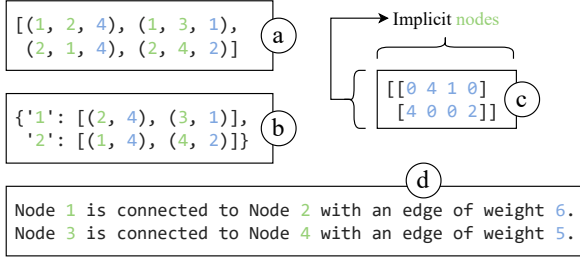 [(1, 2, 4), (1, 3, 1),
(2, 1, 4), (2, 4, 2)]
a
{'1': [(2, 4), (3, 1)],
'2': [(1, 4), (4, 2)]}
b
Implicit nodes
[[0 4 1 0]
[4 0 0 2]]
c
d
Node 1 is connected to Node 2 with an edge of weight 6.
Node 3 is connected to Node 4 with an edge of weight 5.